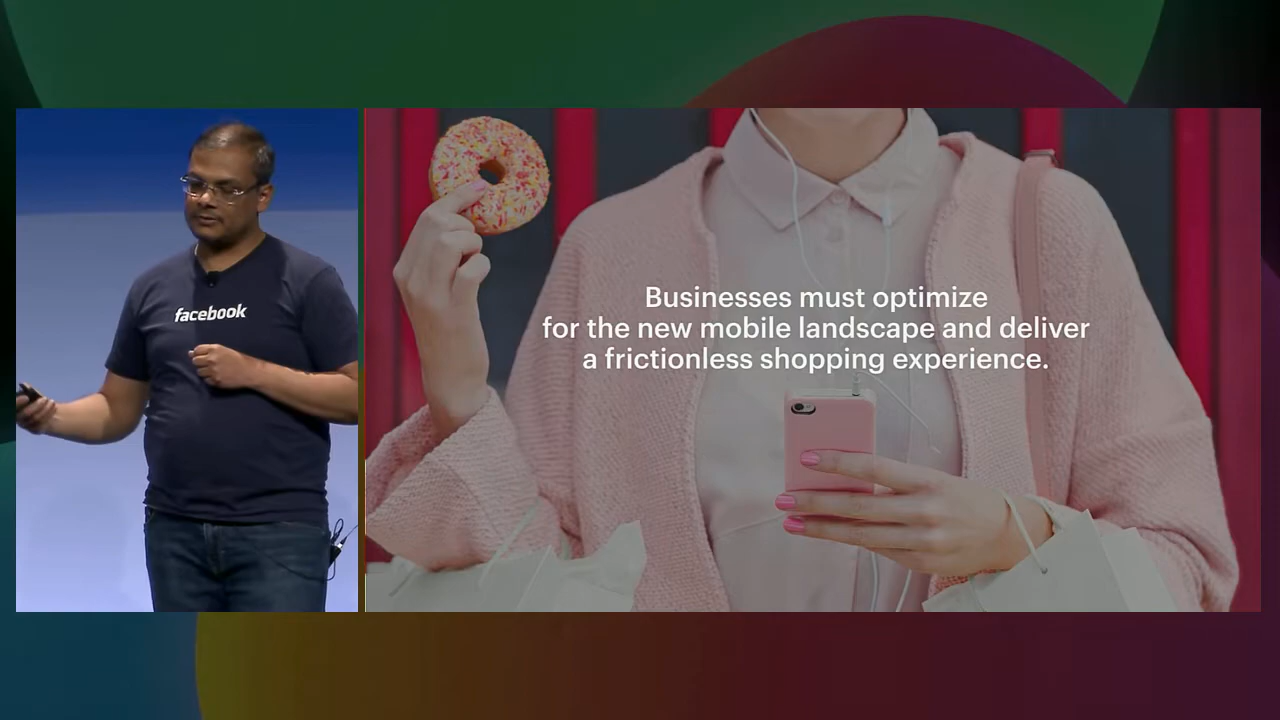 facebook
Businesses must optimize
for the new mobile landscape and deliver
a frictionless shopping experience.